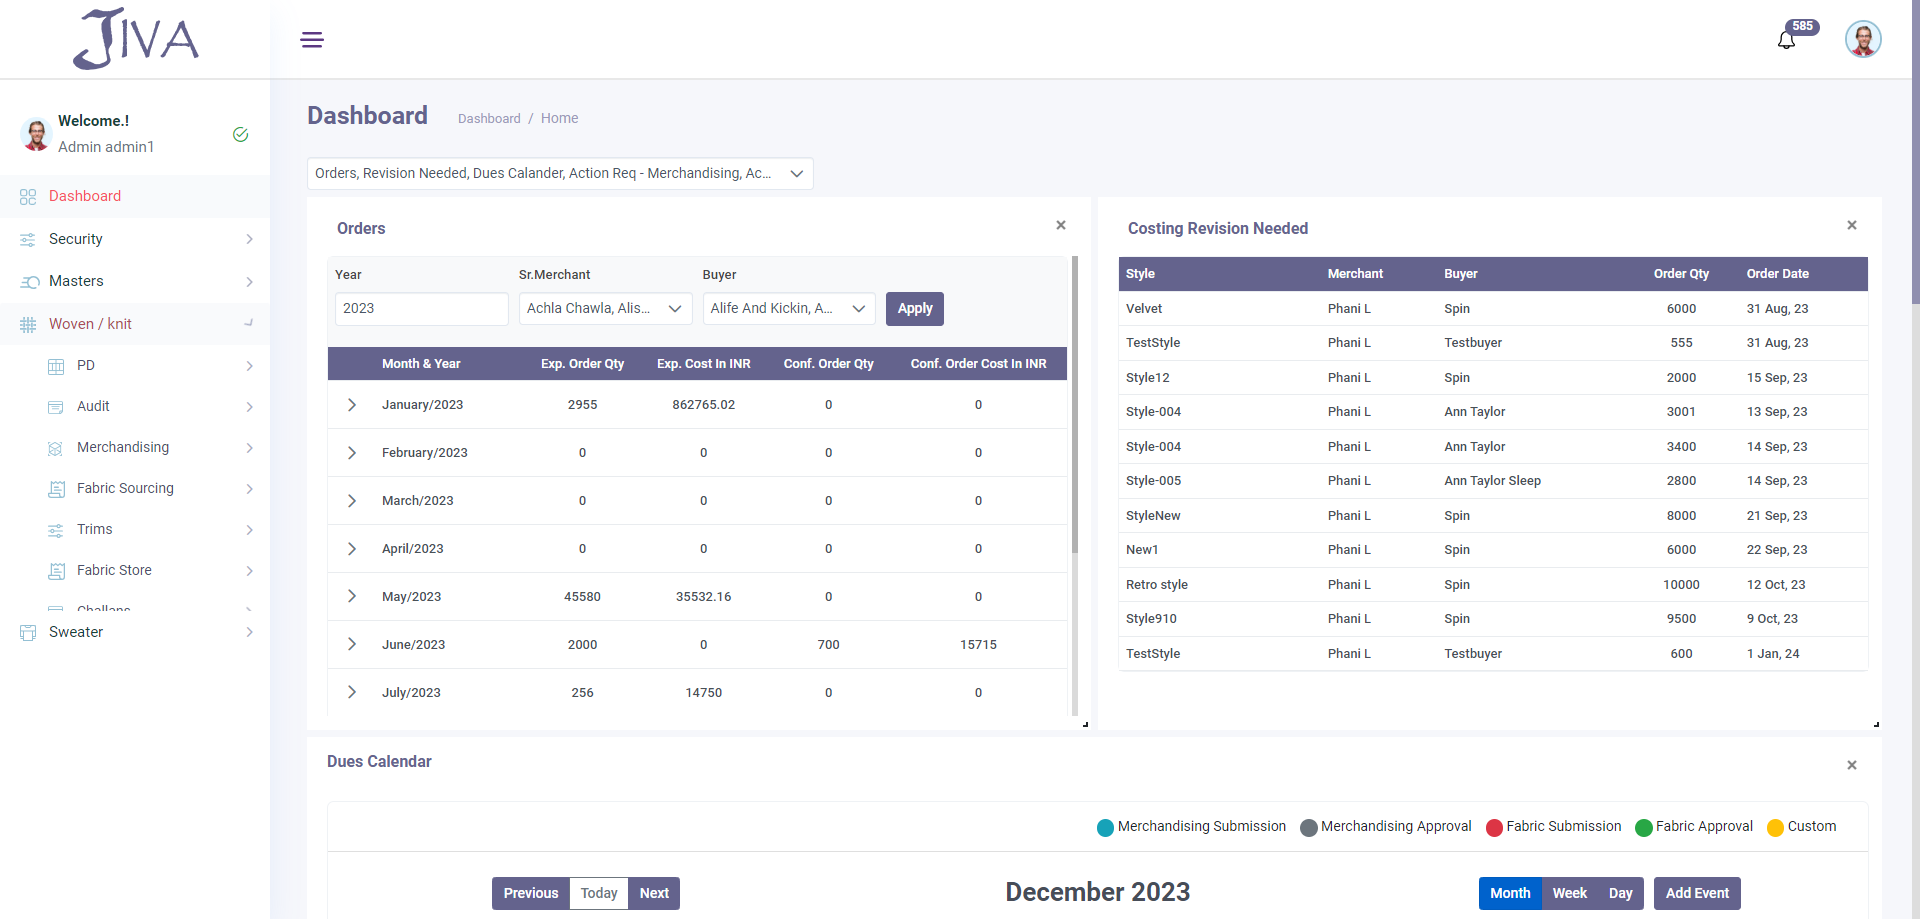 JIVA
585
Welcome.!
Admin admin1
Dashboard
Security
Masters
Woven / knit
PD
Audit
Merchandising
Fabric Sourcing
Trims
Fabric Store
Challans
Sweater
Dashboard
Dashboard / Home
Orders, Revision Needed, Dues Calander, Action Req - Merchandising, Ac...
Orders
Year Sr.Merchant Buyer
2023 Achla Chawla, Alis... Alife And Kickin, A... Apply
Month & Year Exp. Order Qty Exp. Cost In INR Conf. Order Qty Conf. Order Cost In INR
January/2023 2955 862765.02 0 0
February/2023 0 0 0 0
March/2023 0 0 0 0
April/2023 0 0 0 0
May/2023 45580 35532.16 0 0
June/2023 2000 0 700 15715
July/2023 256 14750 0 0
Costing Revision Needed
Style Merchant Buyer Order Qty Order Date
Velvet Phani L Spin 6000 31 Aug, 23
TestStyle Phani L Testbuyer 555 31 Aug, 23
Style12 Phani L Spin 2000 15 Sep, 23
Style-004 Phani L Ann Taylor 3001 13 Sep, 23
Style-004 Phani L Ann Taylor 3400 14 Sep, 23
Style-005 Phani L Ann Taylor Sleep 2800 14 Sep, 23
StyleNew Phani L Spin 8000 21 Sep, 23
New1 Phani L Spin 6000 22 Sep, 23
Retro style Phani L Spin 10000 12 Oct, 23
Style910 Phani L Spin 9500 9 Oct, 23
TestStyle Phani L Testbuyer 600 1 Jan, 24
Dues Calendar
Merchandising Submission Merchandising Approval Fabric Submission Fabric Approval Custom
Previous Today Next December 2023 Month Week Day Add Event